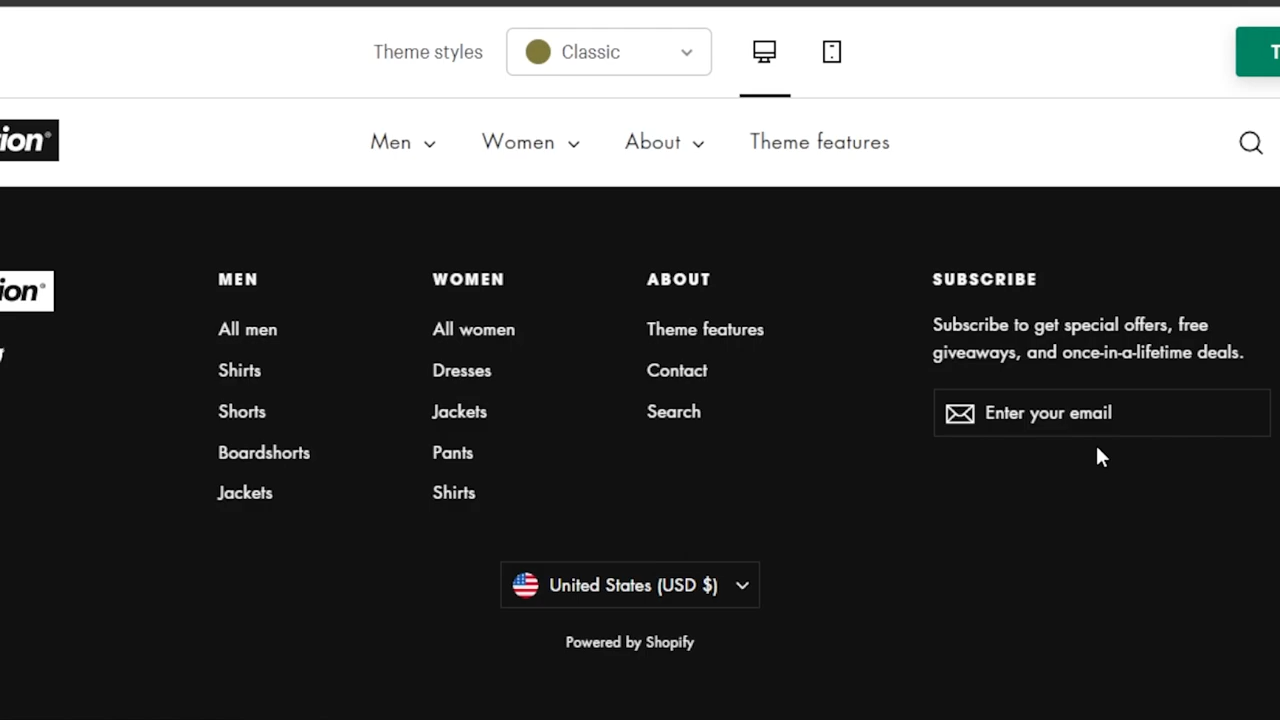 Theme styles
Classic
T
ion®
Men
Women
About
Theme features
ion®
MEN
All men
Shirts
Shorts
Boardshorts
Jackets
WOMEN
All women
Dresses
Jackets
Pants
Shirts
ABOUT
Theme features
Contact
Search
SUBSCRIBE
Subscribe to get special offers, free
giveaways, and once-in-a-lifetime deals.
Enter your email
United States (USD $)
Powered by Shopify